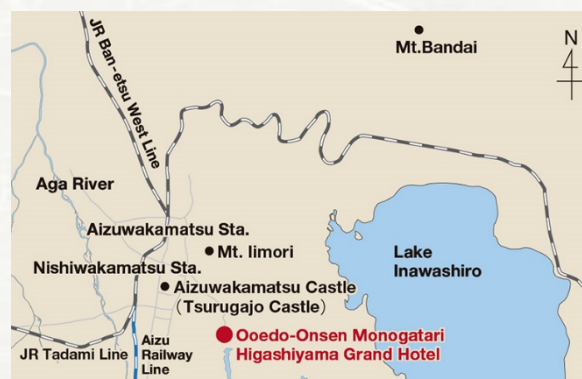 Mt.Bandai
N
JR Ban-etsu West Line
Aga River
Aizuwakamatsu Sta.
Mt. Iimori
Lake
Inawashiro
Nishiwakamatsu Sta.
Aizuwakamatsu Castle
(Tsurugajo Castle)
Ooedo-Onsen Monogatari
Higashiyama Grand Hotel
JR Tadami Line
Aizu
Railway
Line